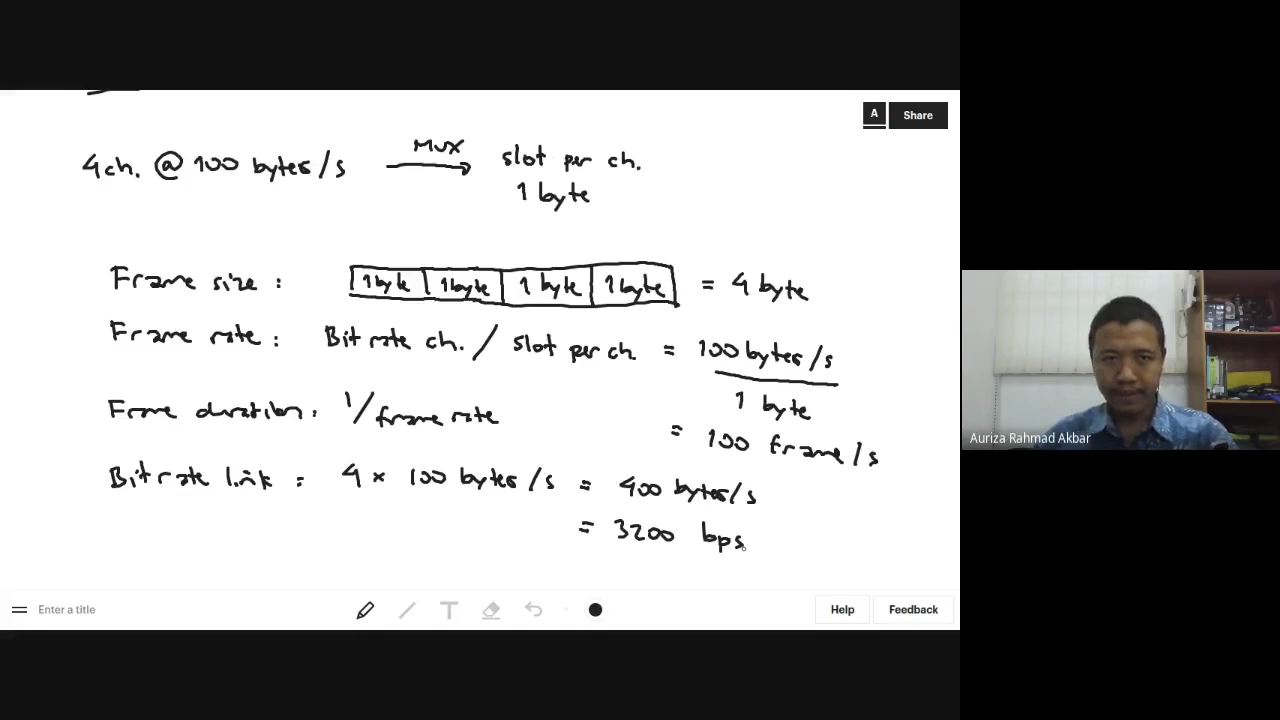 A Share
4ch. @ 100 bytes/s MUX slot per ch.
1 byte
Frame size : 1 byte 1 byte 1 byte 1 byte = 4 byte
Frame rate : Bit rate ch. / slot per ch = 100 bytes/s
1 byte
= 100 frame/s
Frame duration : 1/frame rate
Bit rate link : 4 × 100 bytes/s = 400 bytes/s
= 3200 bps
Auriza Rahmad Akbar
Enter a title T Help Feedback